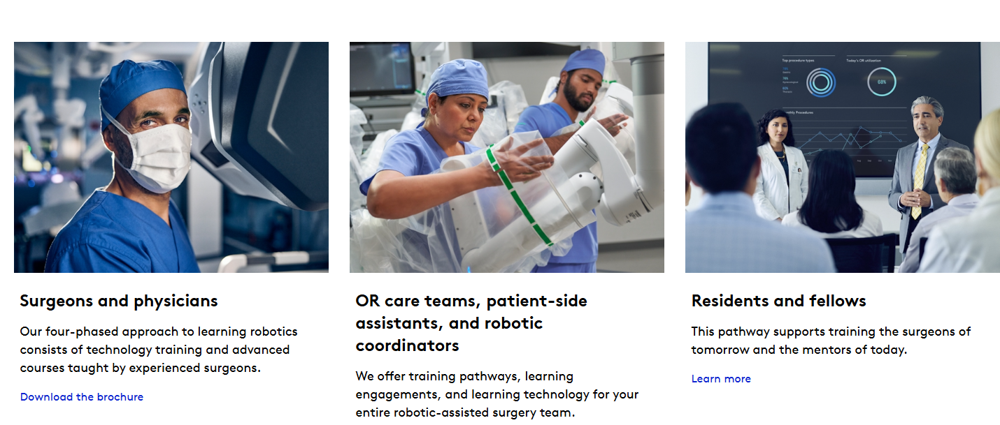 Top procedure types
Today's OR utilization
68%
Monthly Procedures
Surgeons and physicians
Our four-phased approach to learning robotics
consists of technology training and advanced
courses taught by experienced surgeons.
Download the brochure
OR care teams, patient-side
assistants, and robotic
coordinators
We offer training pathways, learning
engagements, and learning technology for your
entire robotic-assisted surgery team.
Residents and fellows
This pathway supports training the surgeons of
tomorrow and the mentors of today.
Learn more